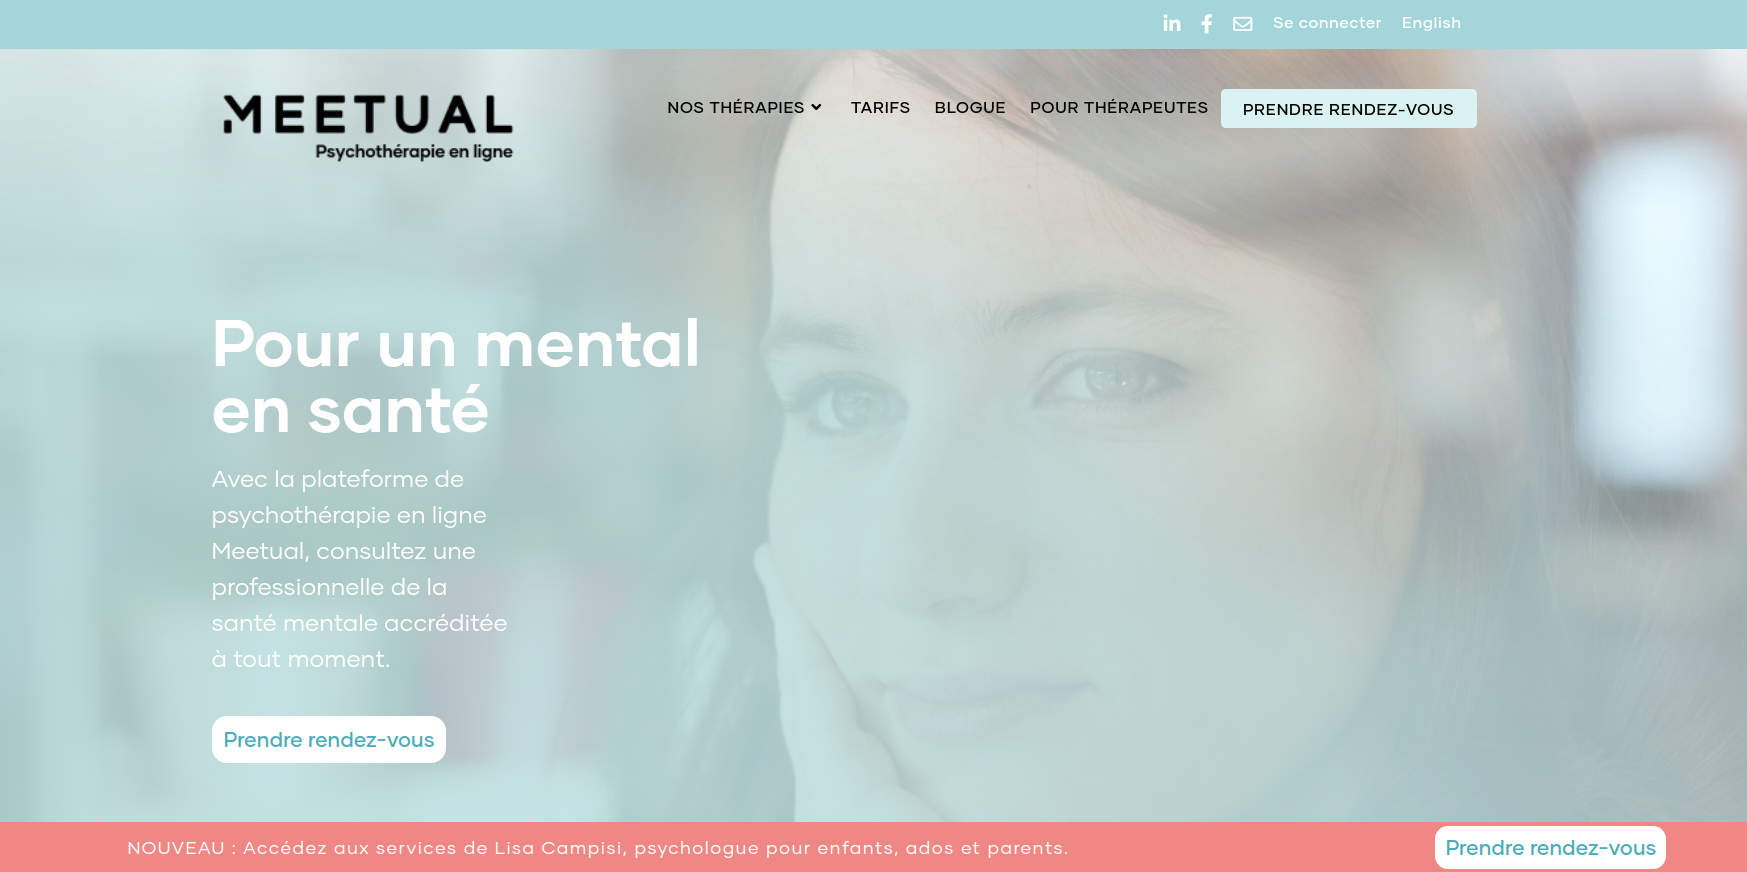 Se connecter English
MEETUAL
Psychothérapie en ligne
NOS THÉRAPIES TARIFS BLOGUE POUR THÉRAPEUTES PRENDRE RENDEZ-VOUS
Pour un mental
en santé
Avec la plateforme de
psychothérapie en ligne
Meetual, consultez une
professionnelle de la
santé mentale accréditée
à tout moment.
Prendre rendez-vous
NOUVEAU : Accédez aux services de Lisa Campisi, psychologue pour enfants, ados et parents.
Prendre rendez-vous